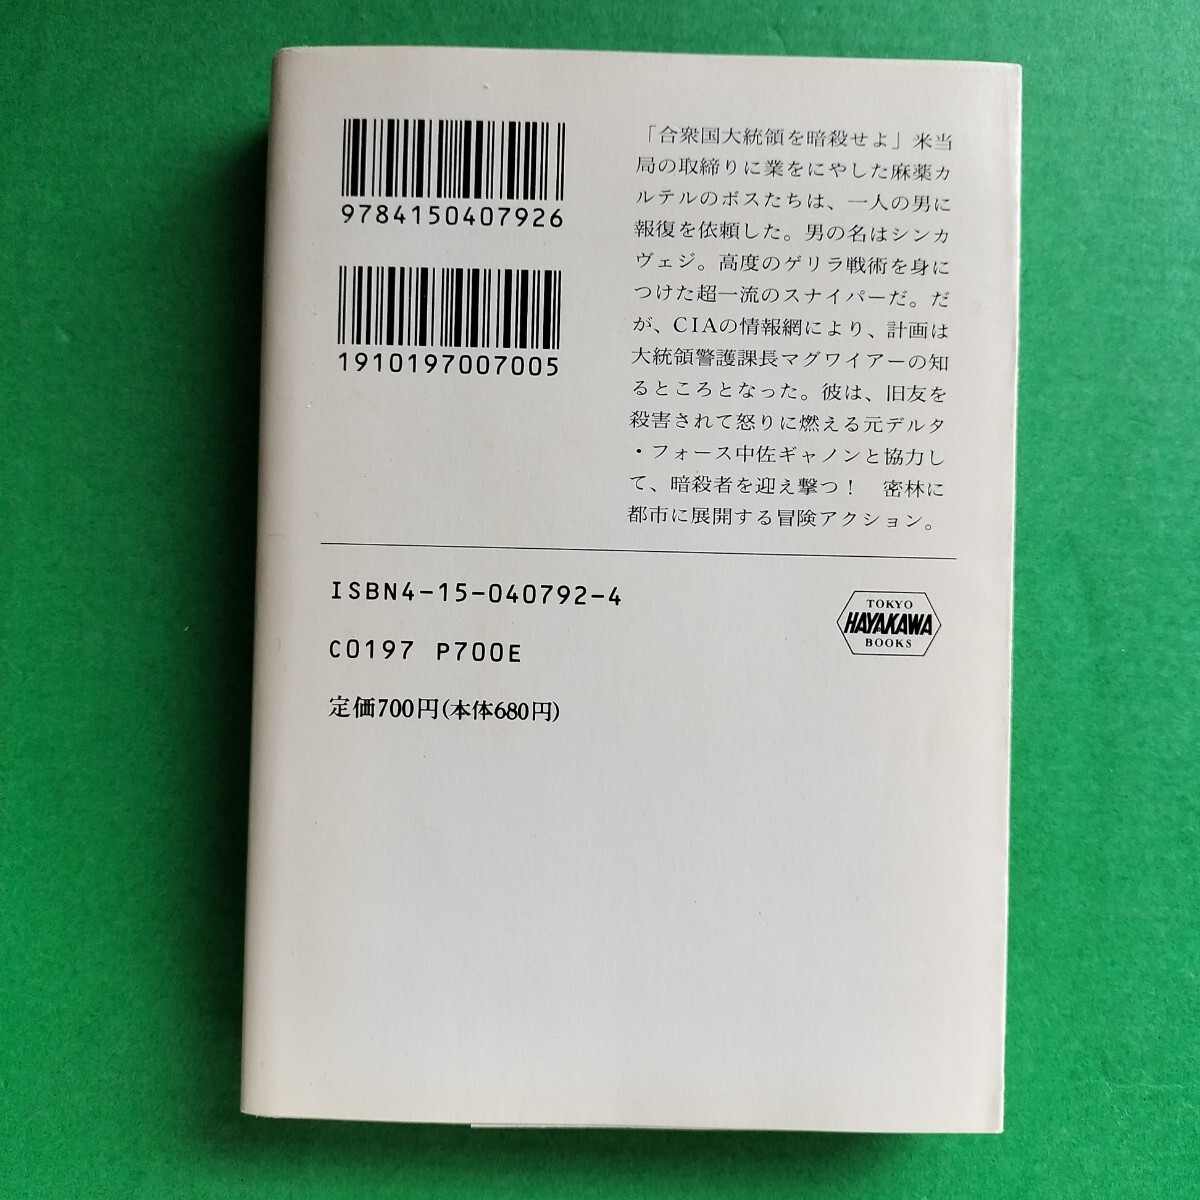 9784150407926
1910197007005
「合衆国大統領を暗殺せよ」米当
局の取締りに業をにやした麻薬カ
ルテルのボスたちは、一人の男に
報復を依頼した。男の名はシンカ
ヴェジ。高度のゲリラ戦術を身に
つけた超一流のスナイパーだ。だ
が、CIAの情報網により、計画は
大統領警護課長マグワイアーの知
るところとなった。彼は、旧友を
殺害されて怒りに燃える元デルタ
・フォース中佐ギャノンと協力し
て、暗殺者を迎え撃つ！　密林に
都市に展開する冒険アクション。
ISBN4-15-040792-4
C0197 P700E
定価700円(本体680円)
TOKYO
HAYAKAWA
BOOKS